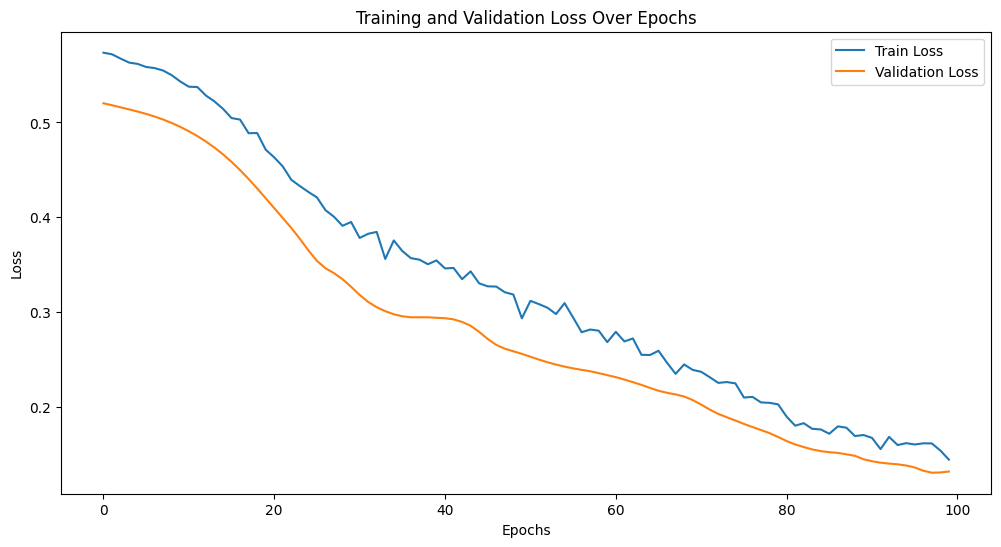 Training and Validation Loss Over Epochs
Train Loss
Validation Loss
Loss
0.5
0.4
0.3
0.2
0 20 40 60 80 100
Epochs